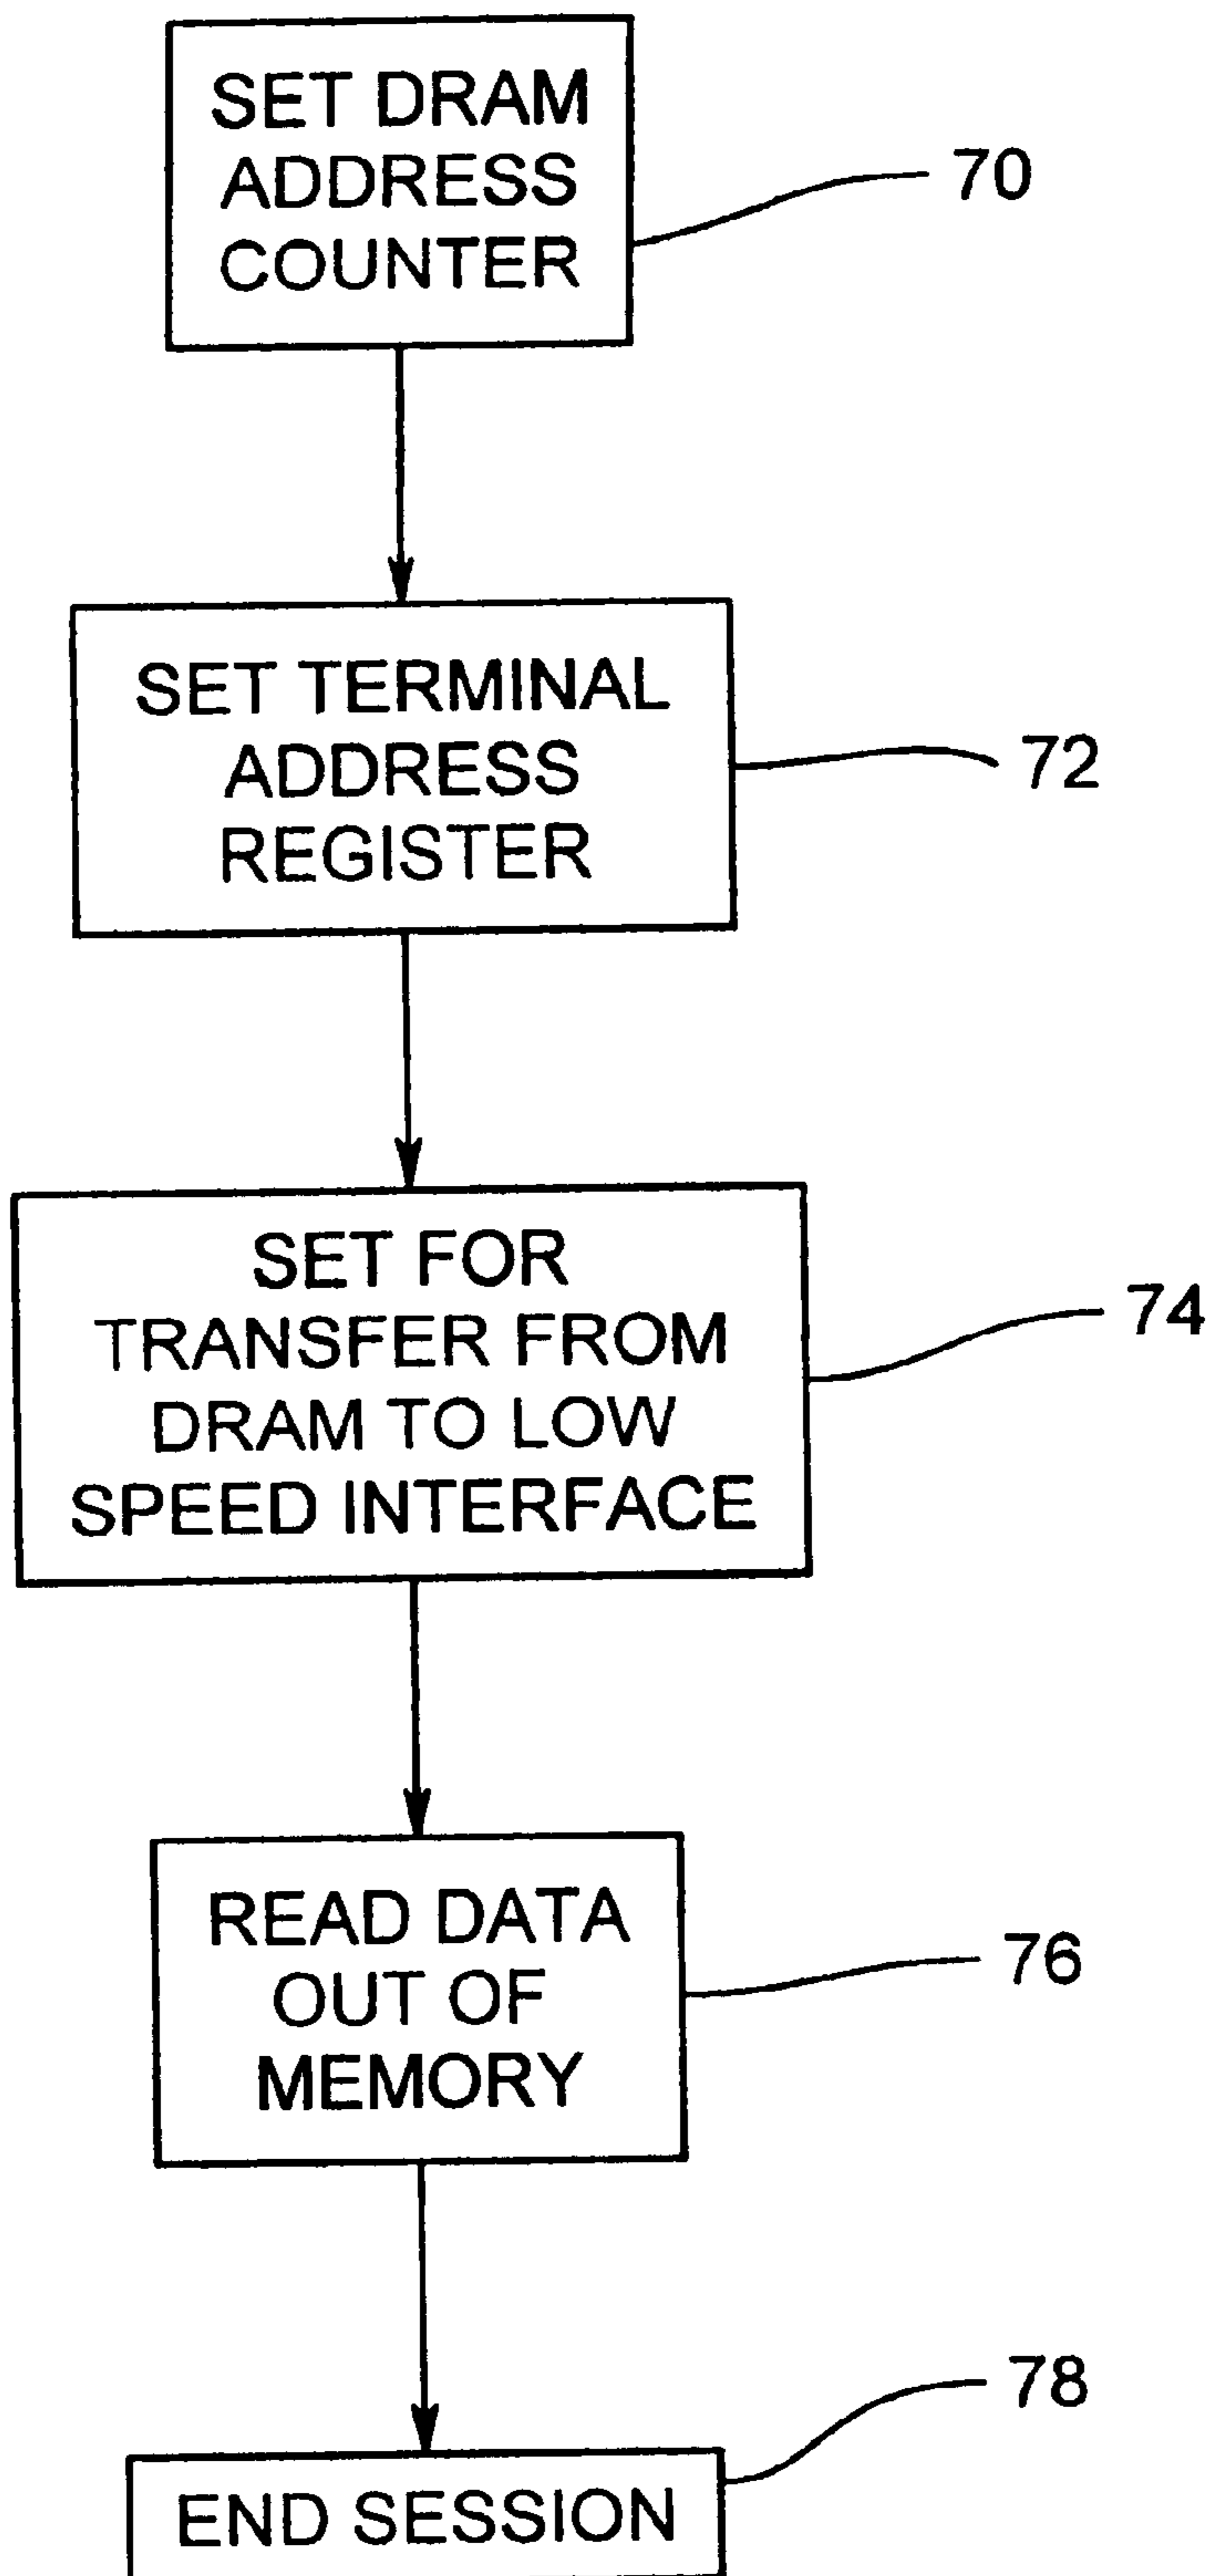 SET DRAM
ADDRESS
COUNTER
70
SET TERMINAL
ADDRESS
REGISTER
72
SET FOR
TRANSFER FROM
DRAM TO LOW
SPEED INTERFACE
74
READ DATA
OUT OF
MEMORY
76
78
END SESSION